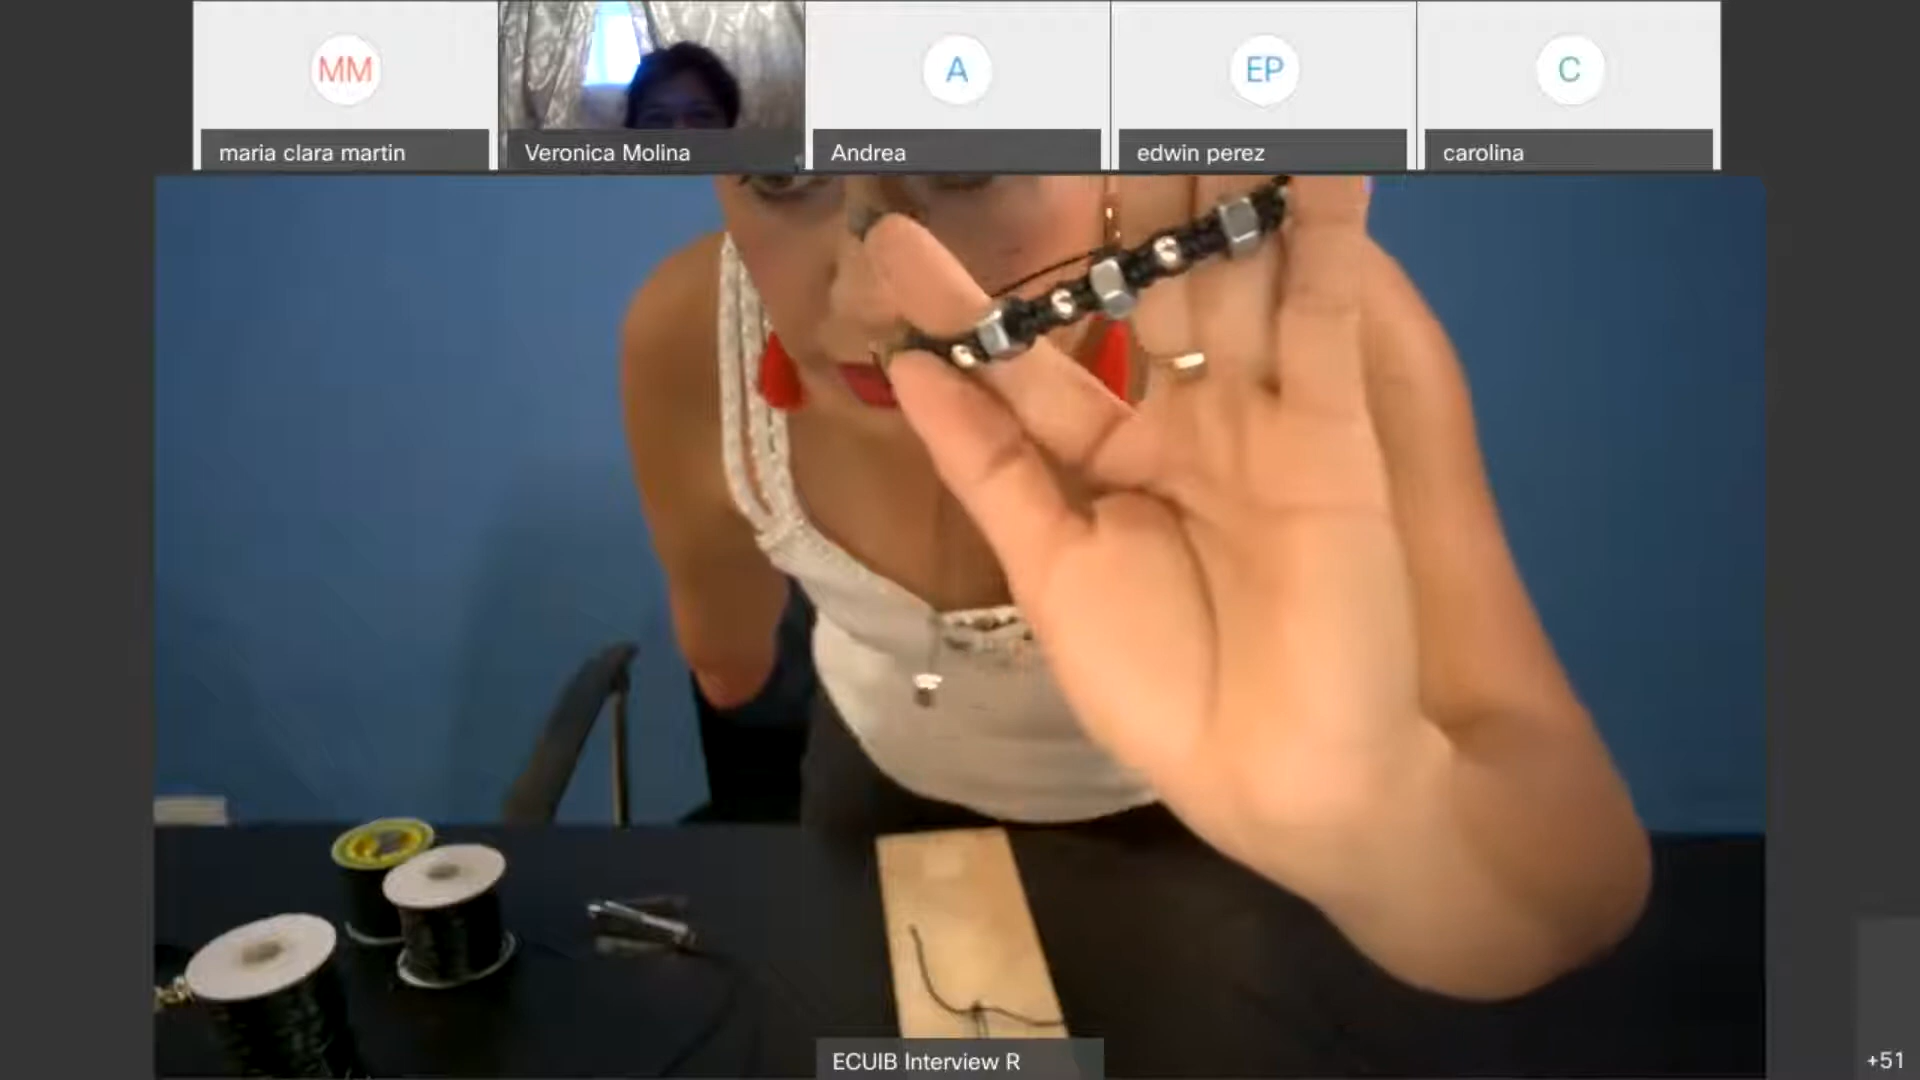 MM
maria clara martin
Veronica Molina
A
Andrea
EP
edwin perez
C
carolina
ECUIB Interview R
+51